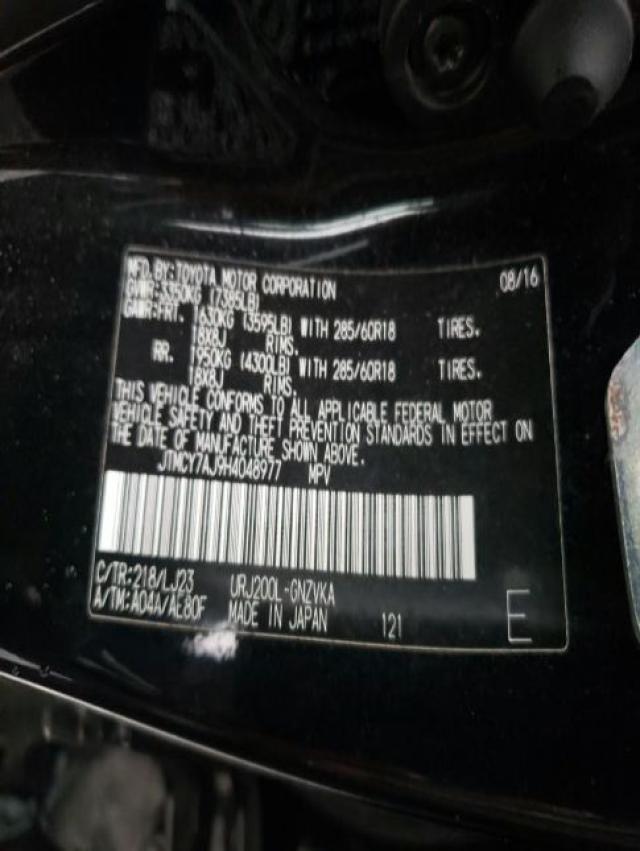 MFD.BY:TOYOTA MOTOR CORPORATION 08/16
GVWR:3350KG (7385LB)
GAWR:FRT. 1630KG (3595LB) WITH 285/60R18 TIRES.
18X8J RIMS.
RR. 1950KG (4300LB) WITH 285/60R18 TIRES.
18X8J RIMS.
THIS VEHICLE CONFORMS TO ALL APPLICABLE FEDERAL MOTOR
VEHICLE SAFETY AND THEFT PREVENTION STANDARDS IN EFFECT ON
THE DATE OF MANUFACTURE SHOWN ABOVE.
JTMCY7AJ9H4048977 MPV
C/TR:218/LJ23 URJ200L-GNZVKA
A/TM:A04A/AE80F MADE IN JAPAN 121 E